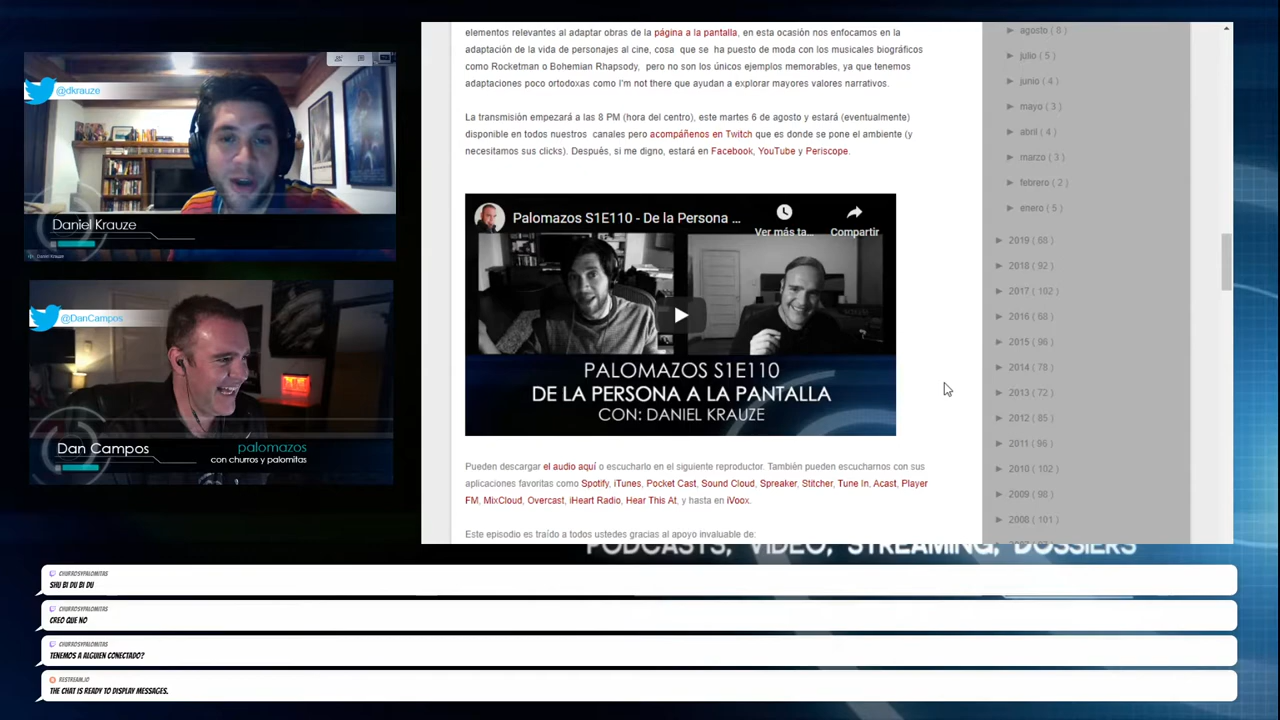 @dkrauze
Daniel Krauze
Daniel Krauze
@DanCampos
Dan Campos
palomazos
con churros y palomitas
elementos relevantes al adaptar obras de la página a la pantalla, en esta ocasión nos enfocamos en la
adaptación de la vida de personajes al cine, cosa que se ha puesto de moda con los musicales biográficos
como Rocketman o Bohemian Rhapsody, pero no son los únicos ejemplos memorables, ya que tenemos
adaptaciones poco ortodoxas como I'm not there que ayudan a explorar mayores valores narrativos.
La transmisión empezará a las 8 PM (hora del centro), este martes 6 de agosto y estará (eventualmente)
disponible en todos nuestros canales pero acompáñenos en Twitch que es donde se pone el ambiente (y
necesitamos sus clicks). Después, si me digno, estará en Facebook, YouTube y Periscope.
Palomazos S1E110 - De la Persona ...
Ver más ta...
Compartir
PALOMAZOS S1E110
DE LA PERSONA A LA PANTALLA
CON: DANIEL KRAUZE
Pueden descargar el audio aquí o escucharlo en el siguiente reproductor. También pueden escucharnos con sus
aplicaciones favoritas como Spotify, iTunes, Pocket Cast, Sound Cloud, Spreaker, Stitcher, Tune In, Acast, Player
FM, MixCloud, Overcast, iHeart Radio, Hear This At, y hasta en iVoox.
Este episodio es traído a todos ustedes gracias al apoyo invaluable de:
► agosto ( 8 )
► julio ( 5 )
► junio ( 4 )
► mayo ( 3 )
► abril ( 4 )
► marzo ( 3 )
► febrero ( 2 )
► enero ( 5 )
► 2019 ( 68 )
► 2018 ( 92 )
► 2017 ( 102 )
► 2016 ( 68 )
► 2015 ( 96 )
► 2014 ( 78 )
► 2013 ( 72 )
► 2012 ( 85 )
► 2011 ( 96 )
► 2010 ( 102 )
► 2009 ( 98 )
► 2008 ( 101 )
PODCASTS, VIDEO, STREAMING, DOSSIERS
CHURROSYPALOMITAS
SHU BI DU BI DU
CHURROSYPALOMITAS
CREO QUE NO
CHURROSYPALOMITAS
TENEMOS A ALGUIEN CONECTADO?
RESTREAM.IO
THE CHAT IS READY TO DISPLAY MESSAGES.